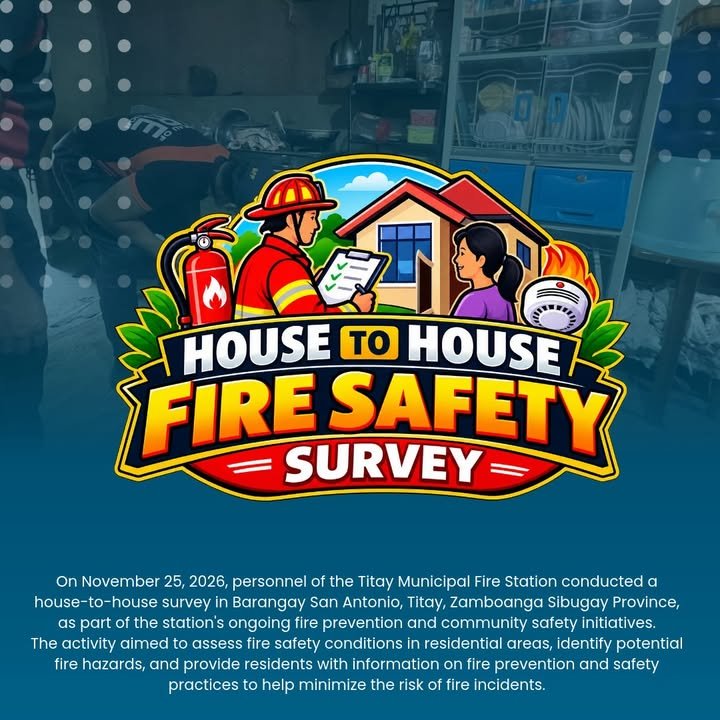 HOUSE TO HOUSE
FIRE SAFETY
SURVEY
On November 25, 2026, personnel of the Titay Municipal Fire Station conducted a
house-to-house survey in Barangay San Antonio, Titay, Zamboanga Sibugay Province,
as part of the station's ongoing fire prevention and community safety initiatives.
The activity aimed to assess fire safety conditions in residential areas, identify potential
fire hazards, and provide residents with information on fire prevention and safety
practices to help minimize the risk of fire incidents.